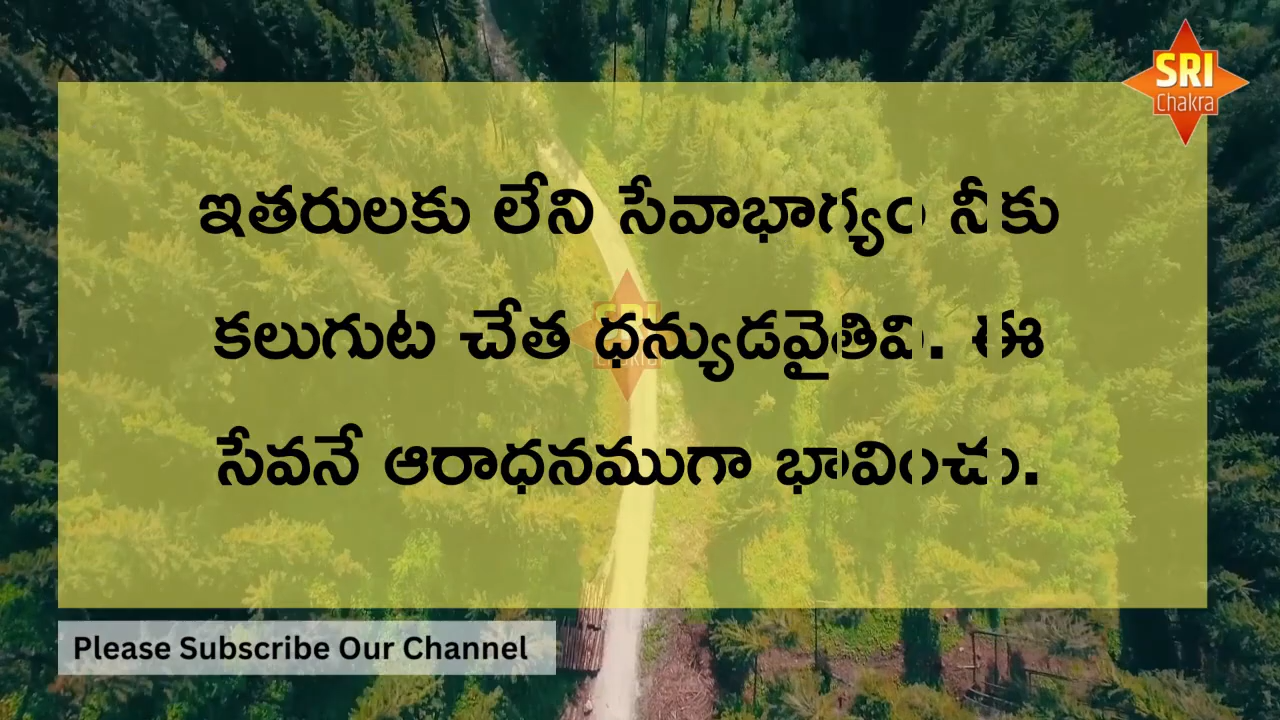 SRI
Chakra
ఇతరులకు లేని సేవాభాగ్యం నీకు
కలుగుట చేత ధన్యుడవైతివి. ఈ
సేవనే ఆరాధనముగా భావించు.
Please Subscribe Our Channel